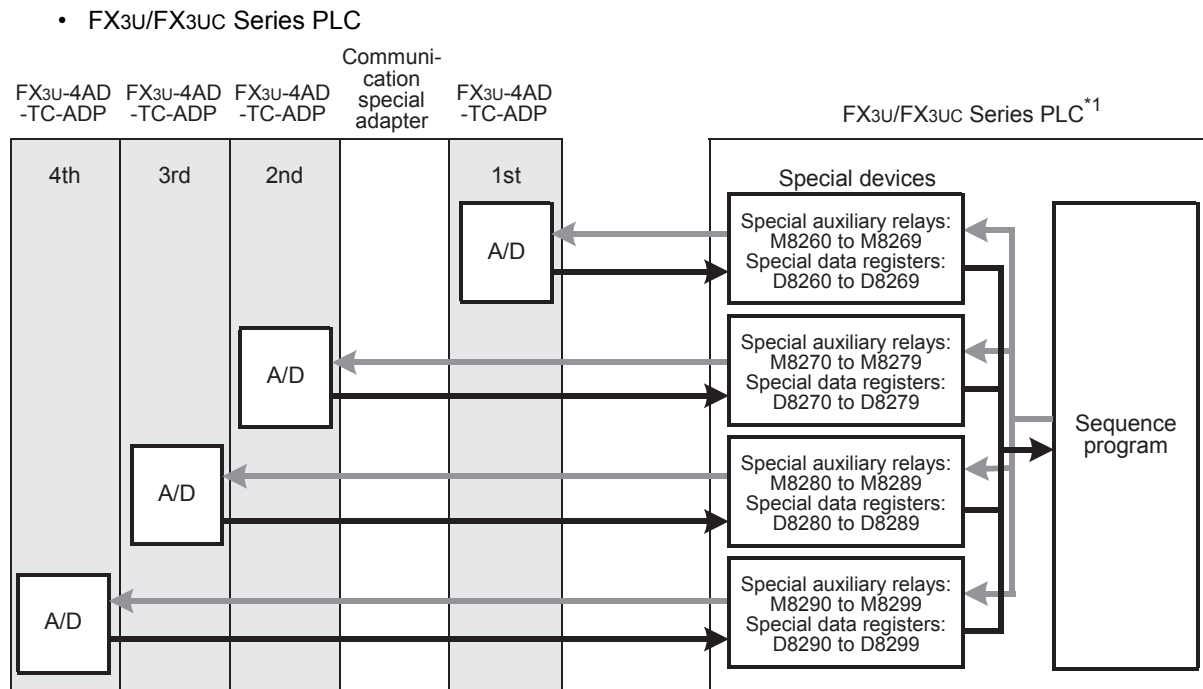 • FX3U/FX3UC Series PLC
FX3U-4AD
-TC-ADP
FX3U-4AD
-TC-ADP
FX3U-4AD
-TC-ADP
Communi-
cation
special
adapter
FX3U-4AD
-TC-ADP
FX3U/FX3UC Series PLC*1
4th
3rd
2nd
1st
Special devices
A/D
Special auxiliary relays:
M8260 to M8269
Special data registers:
D8260 to D8269
A/D
Special auxiliary relays:
M8270 to M8279
Special data registers:
D8270 to D8279
Sequence
program
A/D
Special auxiliary relays:
M8280 to M8289
Special data registers:
D8280 to D8289
A/D
Special auxiliary relays:
M8290 to M8299
Special data registers:
D8290 to D8299